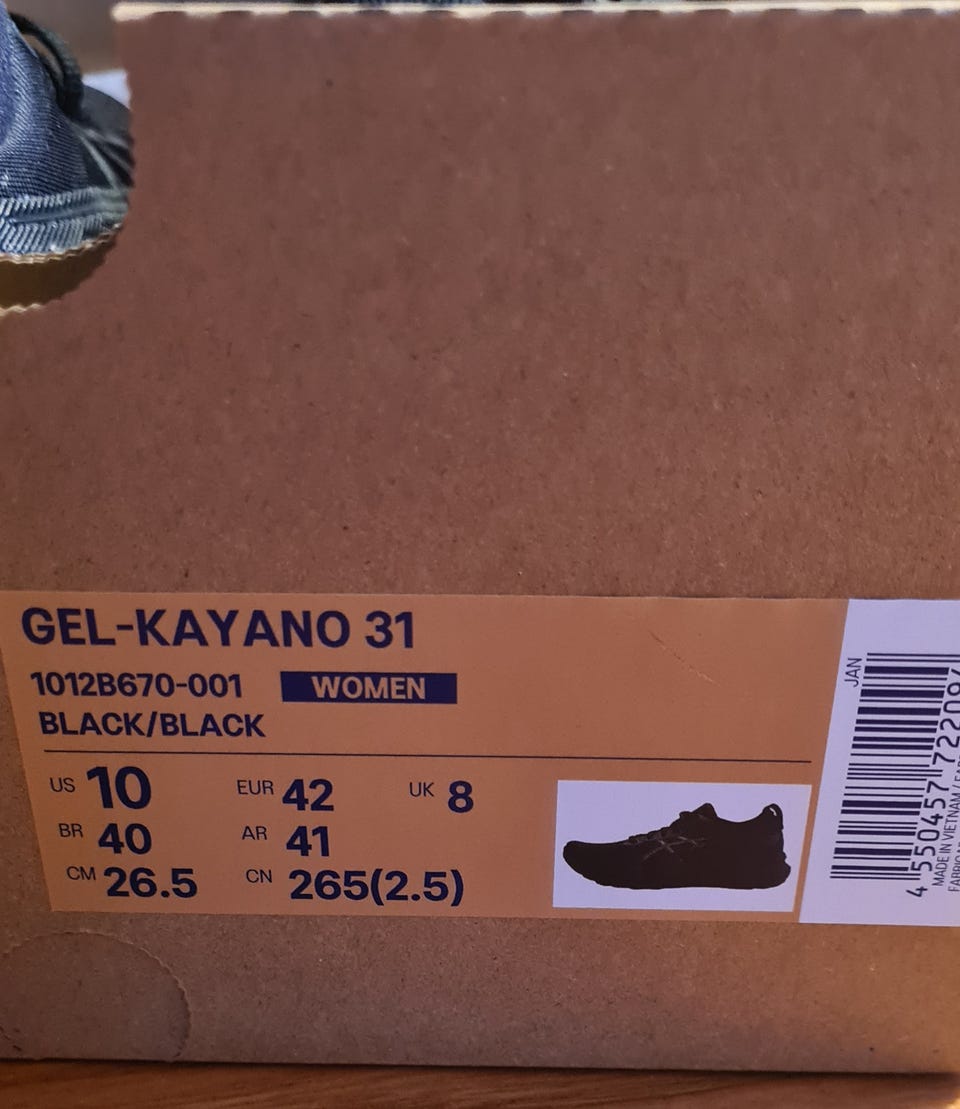 GEL-KAYANO 31
1012B670-001 WOMEN
BLACK/BLACK
US 10 EUR 42 UK 8
BR 40 AR 41
CM 26.5 CN 265(2.5)
JAN
MADE IN VIETNAM